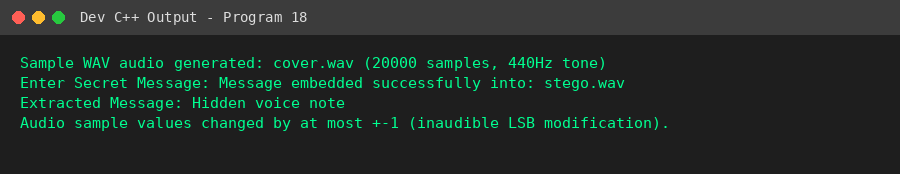 Dev C++ Output - Program 18
Sample WAV audio generated: cover.wav (20000 samples, 440Hz tone)
Enter Secret Message: Message embedded successfully into: stego.wav
Extracted Message: Hidden voice note
Audio sample values changed by at most +-1 (inaudible LSB modification).